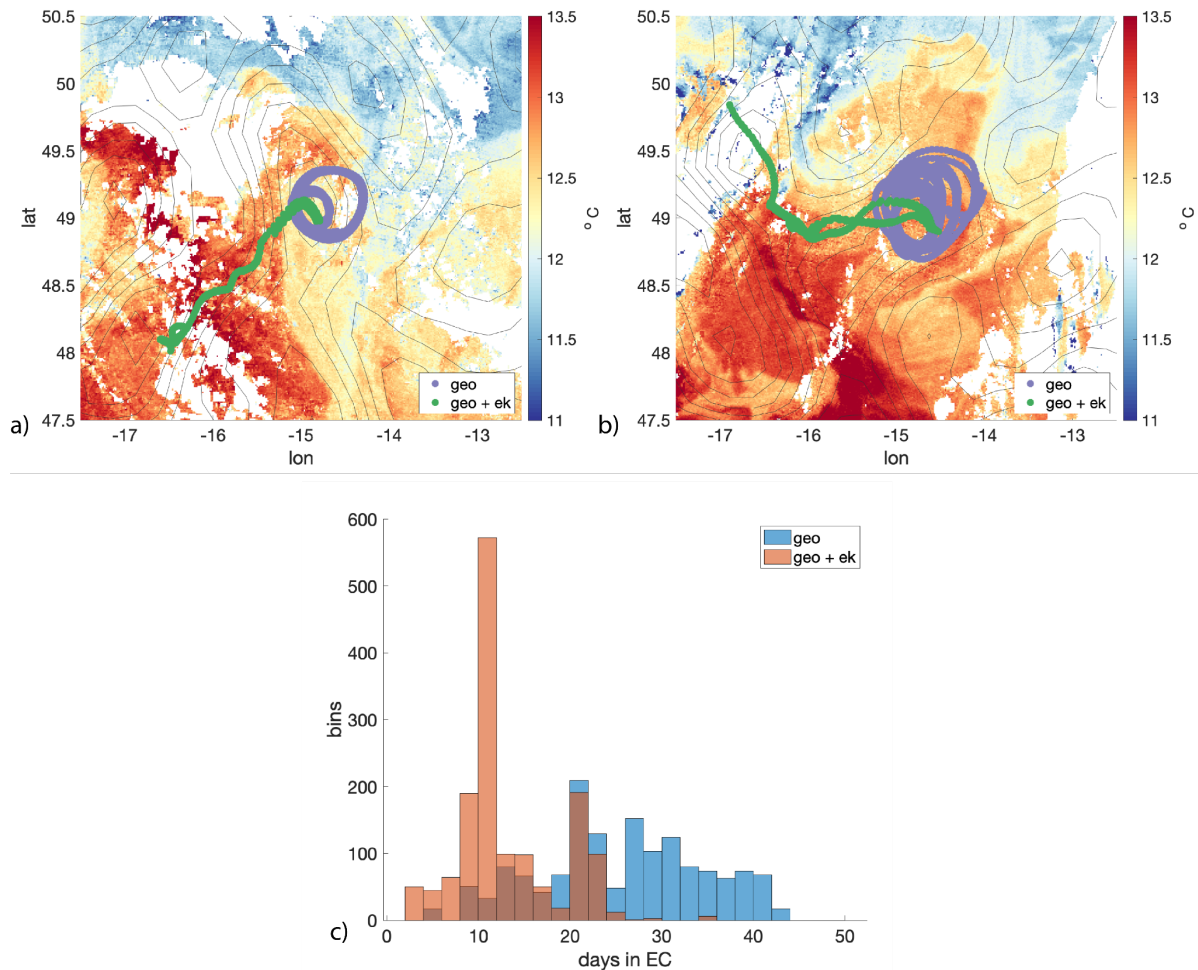 50.5
50
49.5
49
48.5
48
47.5
lat
-17
-16
-15
-14
-13
lon
a)
geo
geo + ek
13.5
13
12.5
12
11.5
11
° C
50.5
50
49.5
49
48.5
48
47.5
lat
-17
-16
-15
-14
-13
lon
b)
geo
geo + ek
13.5
13
12.5
12
11.5
11
° C
600
500
400
300
200
100
0
bins
geo
geo + ek
c)
0
10
20
30
40
50
days in EC